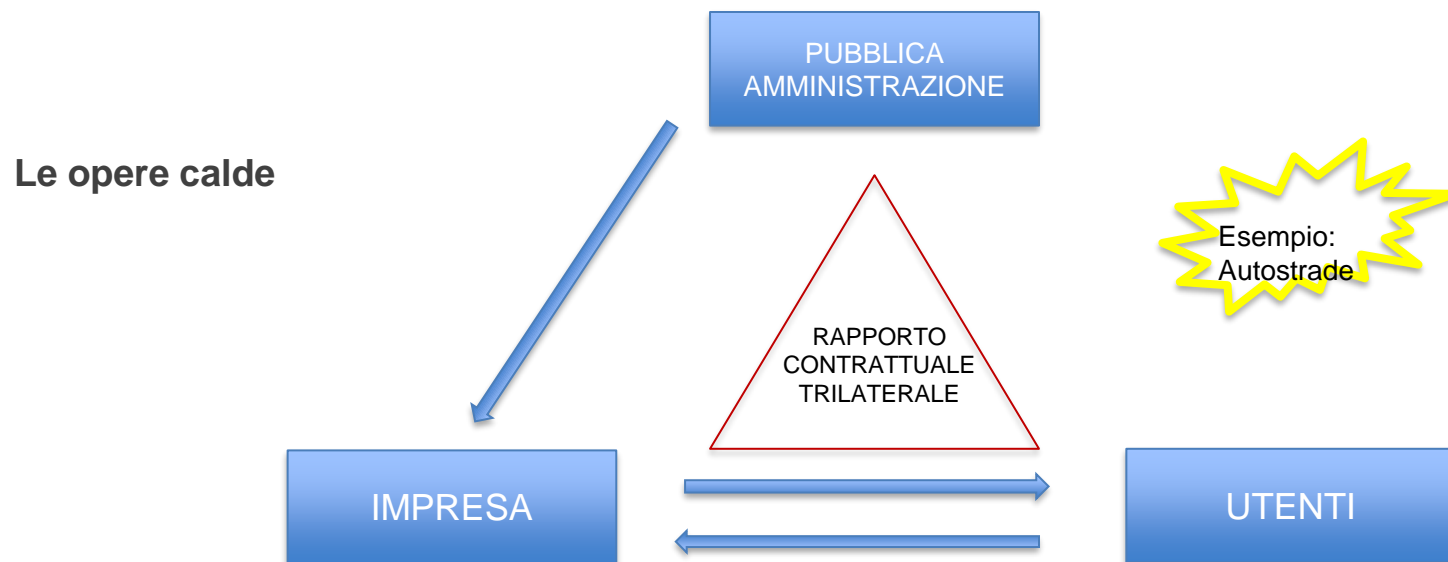 PUBBLICA
AMMINISTRAZIONE
Le opere calde
Esempio:
Autostrade
RAPPORTO
CONTRATTUALE
TRILATERALE
IMPRESA
UTENTI